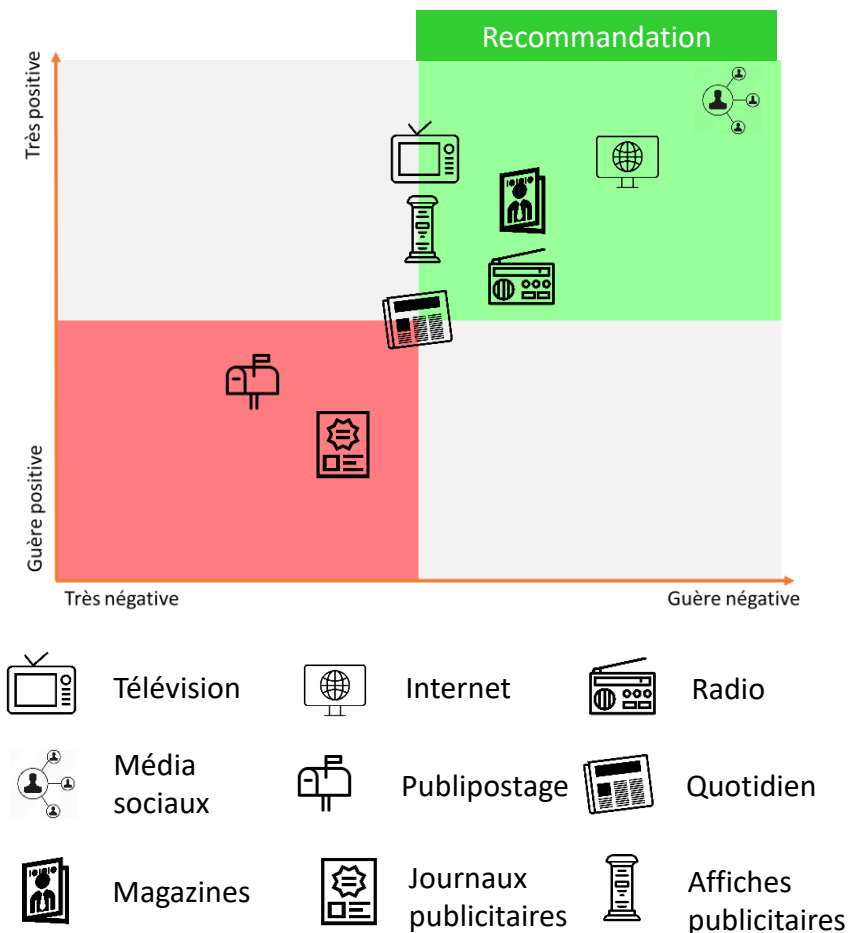 Recommandation
Très positive
Guère positive
Très négative
Guère négative
Télévision
Internet
Radio
Média
sociaux
Publipostage
Quotidien
Magazines
Journaux
publicitaires
Affiches
publicitaires